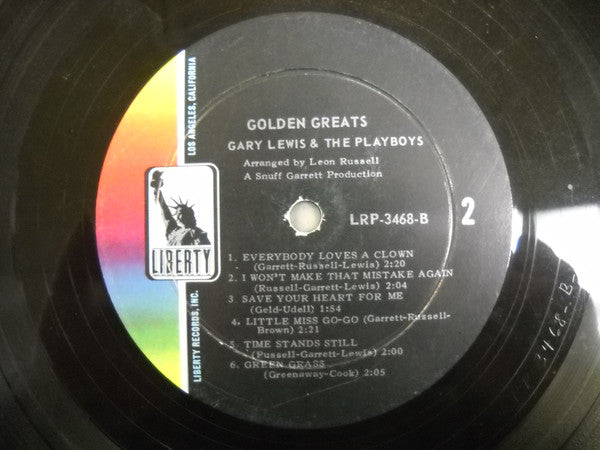 GOLDEN GREATS
GARY LEWIS & THE PLAYBOYS
Arranged by Leon Russell
A Snuff Garrett Production
LRP-3468-B
2
1. EVERYBODY LOVES A CLOWN
(Garrett-Russell-Lewis) 2:20
2. I WON'T MAKE THAT MISTAKE AGAIN
(Russell-Garrett-Lewis) 2:04
3. SAVE YOUR HEART FOR ME
(Geld-Udell) 1:54
4. LITTLE MISS GO-GO (Garrett-Russell-
Brown) 2:21
5. TIME STANDS STILL
(Russell-Garrett-Lewis) 2:00
6. GREEN GRASS
(Greenaway-Cook) 2:05
LIBERTY
LIBERTY RECORDS, INC.
LOS ANGELES, CALIFORNIA